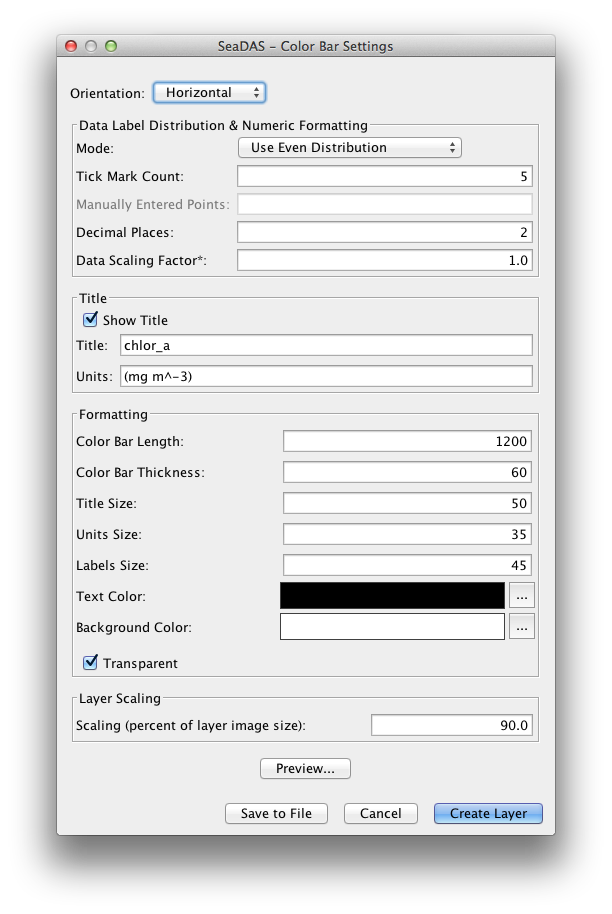 SeaDAS – Color Bar Settings
Orientation: Horizontal
Data Label Distribution & Numeric Formatting
Mode: Use Even Distribution
Tick Mark Count: 5
Manually Entered Points:
Decimal Places: 2
Data Scaling Factor*: 1.0
Title
Show Title
Title: chlor_a
Units: (mg m^-3)
Formatting
Color Bar Length: 1200
Color Bar Thickness: 60
Title Size: 50
Units Size: 35
Labels Size: 45
Text Color: ...
Background Color: ...
Transparent
Layer Scaling
Scaling (percent of layer image size): 90.0
Preview...
Save to File Cancel Create Layer